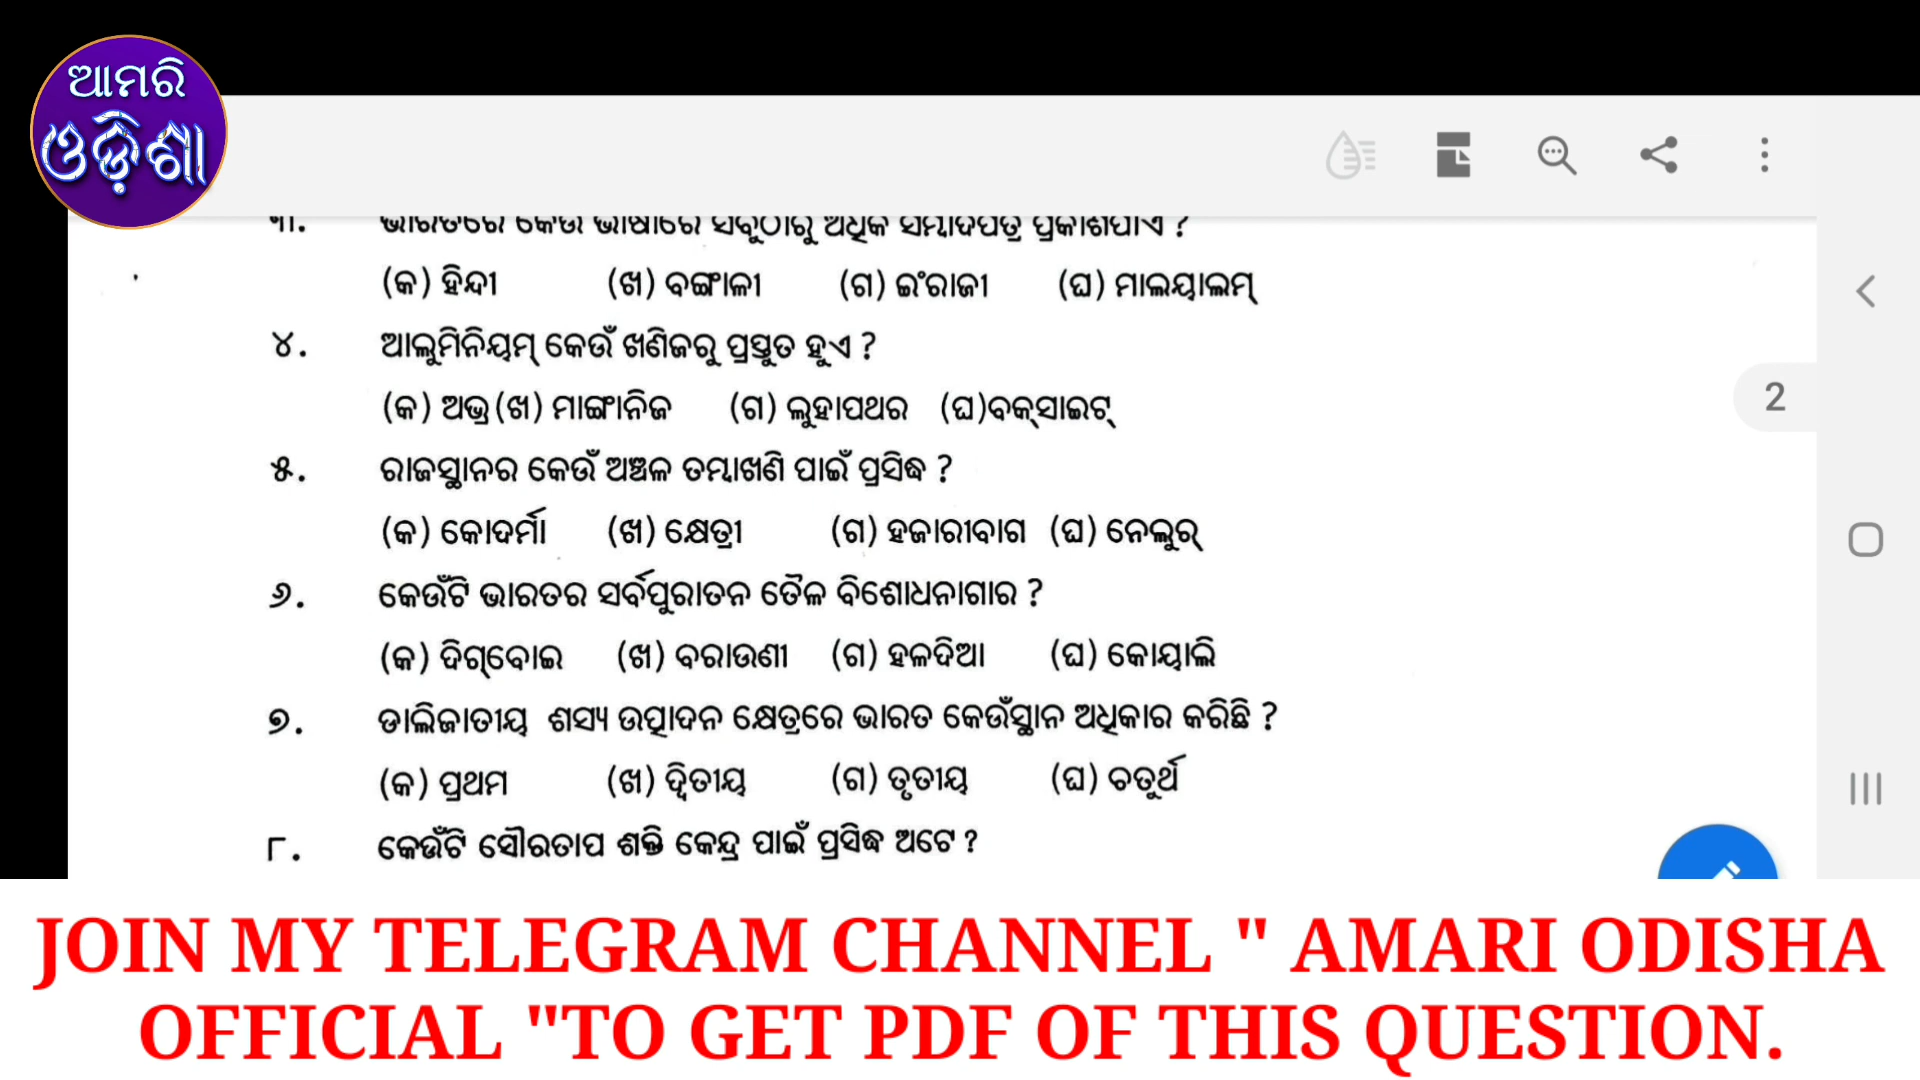 ଆମରି
ଓଡ଼ିଶା
୩. ଭାରତରେ କେଉଁ ଭାଷାରେ ସବୁଠାରୁ ଅଧିକ ସମ୍ବାଦପତ୍ର ପ୍ରକାଶପାଏ ?
(କ) ହିନ୍ଦୀ (ଖ) ବଙ୍ଗାଳୀ (ଗ) ଇଂରାଜୀ (ଘ) ମାଲୟାଲମ୍
୪. ଆଲୁମିନିୟମ୍ କେଉଁ ଖଣିଜରୁ ପ୍ରସ୍ତୁତ ହୁଏ ?
(କ) ଅଭ୍ର (ଖ) ମାଙ୍ଗାନିଜ (ଗ) ଲୁହାପଥର (ଘ)ବକ୍‌ସାଇଟ୍
2
୫. ରାଜସ୍ଥାନର କେଉଁ ଅଞ୍ଚଳ ତମ୍ବାଖଣି ପାଇଁ ପ୍ରସିଦ୍ଧ ?
(କ) କୋଦର୍ମା (ଖ) କ୍ଷେତ୍ରୀ (ଗ) ହଜାରୀବାଗ (ଘ) ନେଲୁର୍
୬. କେଉଁଟି ଭାରତର ସର୍ବପୁରାତନ ତୈଳ ବିଶୋଧନାଗାର ?
(କ) ଦିଗ୍‌ବୋଇ (ଖ) ବରାଉଣୀ (ଗ) ହଳଦିଆ (ଘ) କୋୟାଲି
୭. ଡାଲିଜାତୀୟ ଶସ୍ୟ ଉତ୍ପାଦନ କ୍ଷେତ୍ରରେ ଭାରତ କେଉଁସ୍ଥାନ ଅଧିକାର କରିଛି ?
(କ) ପ୍ରଥମ (ଖ) ଦ୍ୱିତୀୟ (ଗ) ତୃତୀୟ (ଘ) ଚତୁର୍ଥ
୮. କେଉଁଟି ସୌରତାପ ଶକ୍ତି କେନ୍ଦ୍ର ପାଇଁ ପ୍ରସିଦ୍ଧ ଅଟେ ?
JOIN MY TELEGRAM CHANNEL " AMARI ODISHA
OFFICIAL "TO GET PDF OF THIS QUESTION.